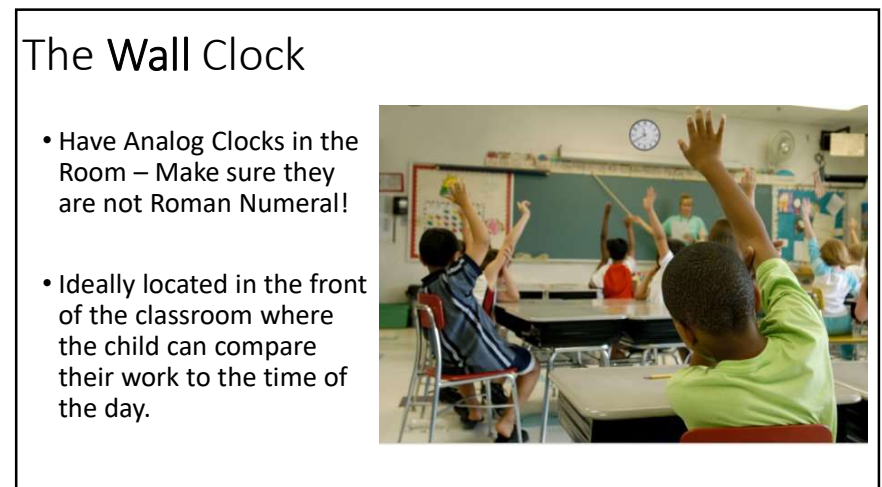 The Wall Clock
• Have Analog Clocks in the
Room – Make sure they
are not Roman Numeral!
• Ideally located in the front
of the classroom where
the child can compare
their work to the time of
the day.